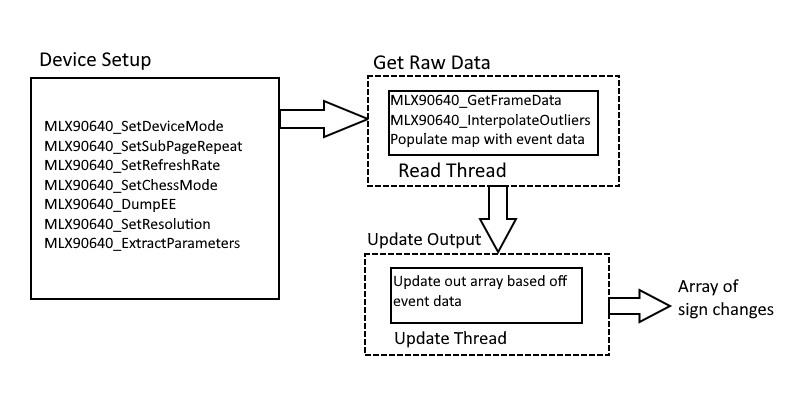 Device Setup
MLX90640_SetDeviceMode
MLX90640_SetSubPageRepeat
MLX90640_SetRefreshRate
MLX90640_SetChessMode
MLX90640_DumpEE
MLX90640_SetResolution
MLX90640_ExtractParameters
Get Raw Data
MLX90640_GetFrameData
MLX90640_InterpolateOutliers
Populate map with event data
Read Thread
Update Output
Update out array based off
event data
Update Thread
Array of
sign changes